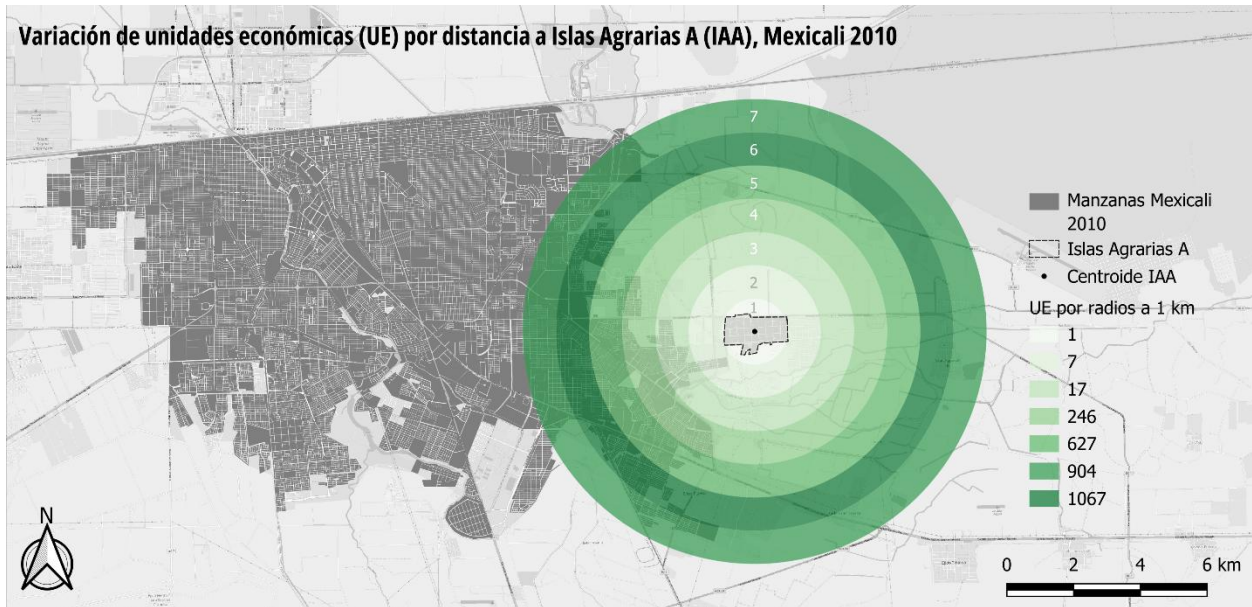 Variación de unidades económicas (UE) por distancia a Islas Agrarias A (IAA), Mexicali 2010
7
6
5
4
3
2
1
Manzanas Mexicali
2010
Islas Agrarias A
Centroide IAA
UE por radios a 1 km
1
7
17
246
627
904
1067
N
0 2 4 6 km